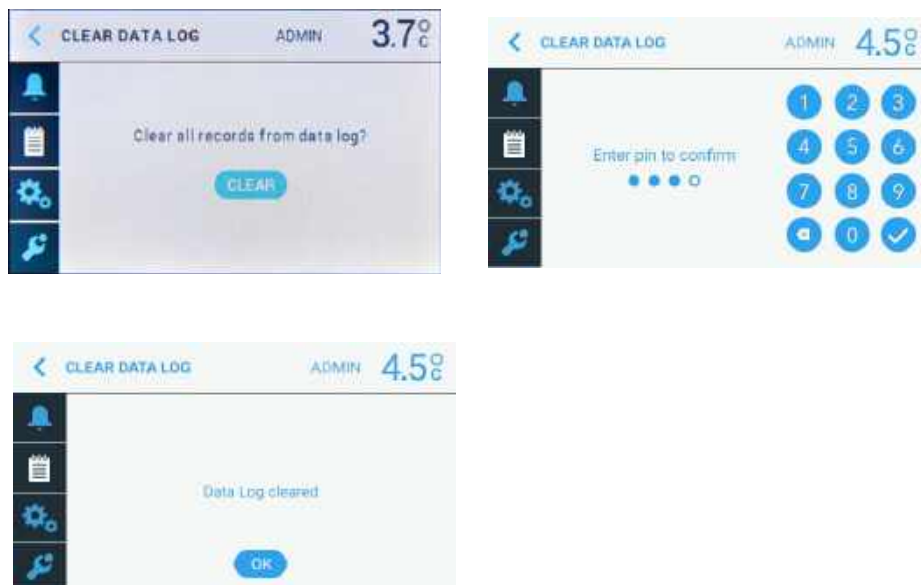 CLEAR DATA LOG ADMIN 3.7°C
Clear all records from data log?
CLEAR
CLEAR DATA LOG ADMIN 4.5°C
Enter pin to confirm
1 2 3
4 5 6
7 8 9
0
CLEAR DATA LOG ADMIN 4.5°C
Data Log cleared
OK